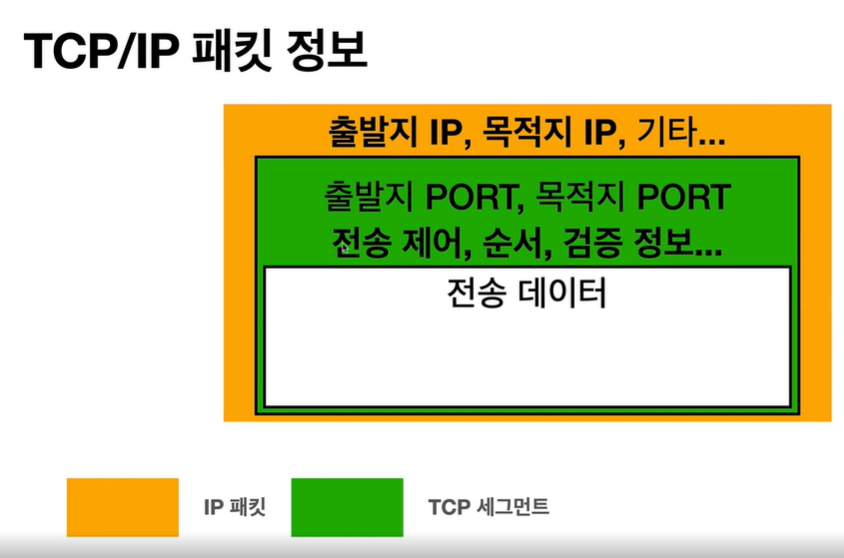 TCP/IP 패킷 정보
출발지 IP, 목적지 IP, 기타...
출발지 PORT, 목적지 PORT
전송 제어, 순서, 검증 정보...
전송 데이터
IP 패킷
TCP 세그먼트